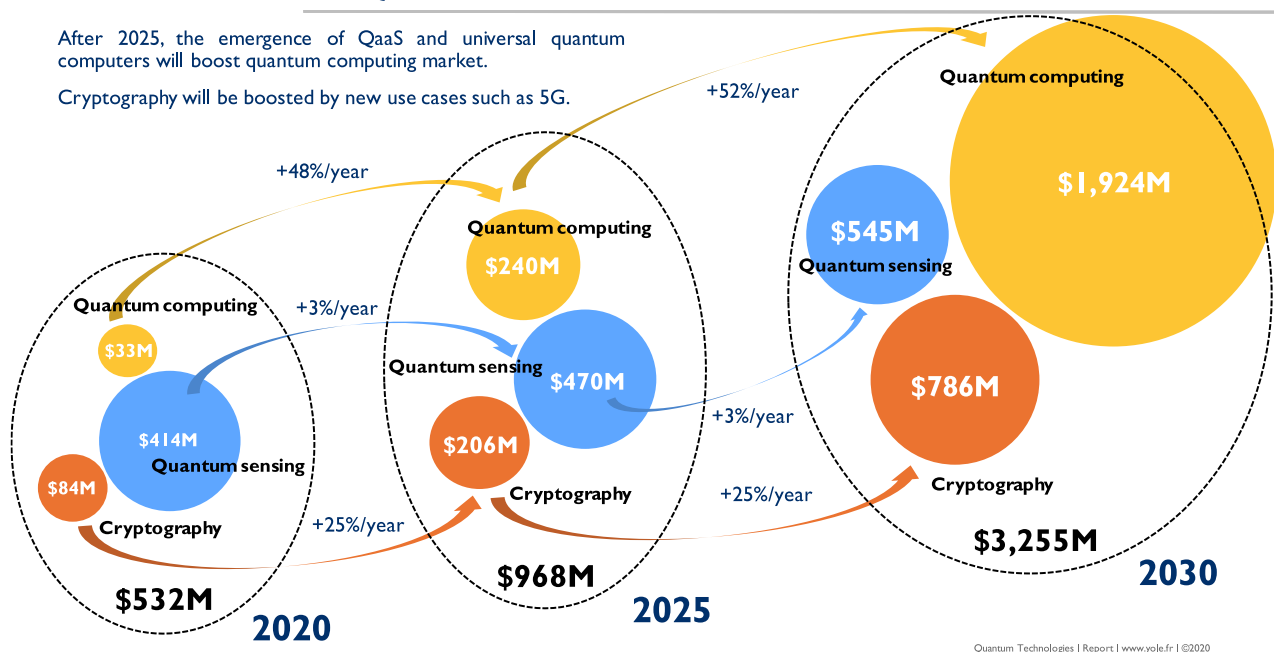 After 2025, the emergence of QaaS and universal quantum
computers will boost quantum computing market.
Cryptography will be boosted by new use cases such as 5G.
+48%/year
+52%/year
Quantum computing
$33M
$414M
Quantum sensing
$84M
Cryptography
$532M
2020
+3%/year
+25%/year
Quantum computing
$240M
Quantum sensing
$470M
$206M
Cryptography
$968M
2025
+3%/year
+25%/year
Quantum computing
$1,924M
$545M
Quantum sensing
$786M
Cryptography
$3,255M
2030
Quantum Technologies | Report | www.yole.fr | ©2020